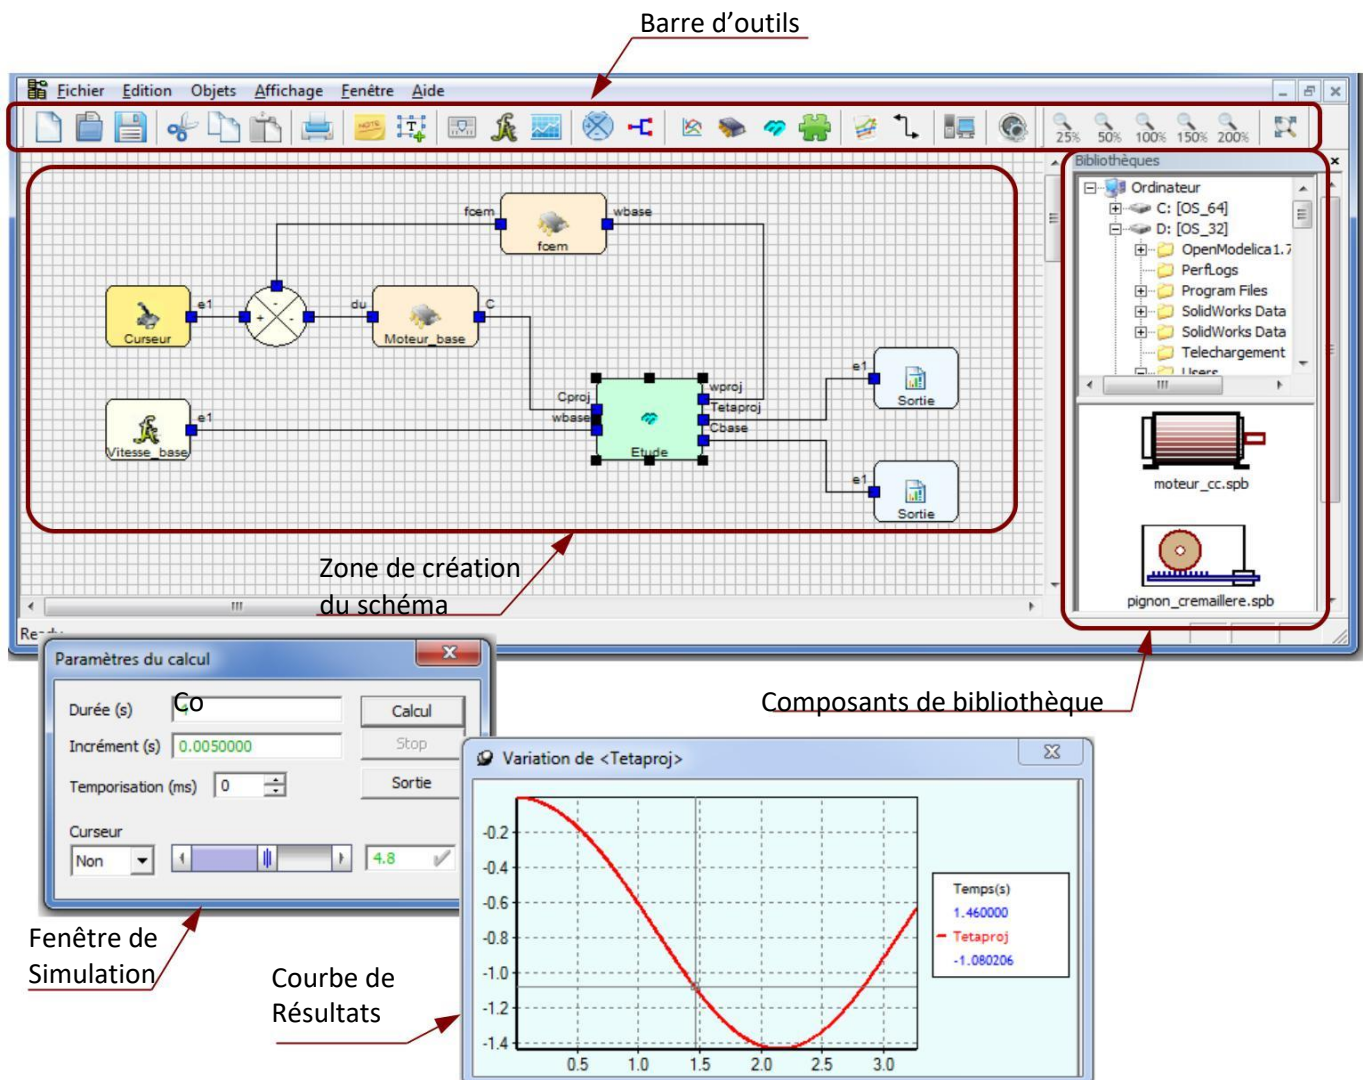 Barre d’outils
Fichier Edition Objets Affichage Fenêtre Aide
NOTE
T
25% 50% 100% 150% 200%
Bibliothèques
Ordinateur
C: [OS_64]
D: [OS_32]
OpenModelica1.7
PerfLogs
Program Files
SolidWorks Data
SolidWorks Data
Telechargement
Users
moteur_cc.spb
pignon_cremaillere.spb
fcem
wbase
fcem
e1
Curseur
-
+
-
du
C
Moteur_base
e1
Vitesse_base
Cproj
wbase
wproj
Tetaproj
Cbase
Etude
e1
Sortie
e1
Sortie
Zone de création
du schéma
Composants de bibliothèque
Paramètres du calcul
Durée (s)
Co
Calcul
Incrément (s) 0.0050000
Stop
Temporisation (ms) 0
Sortie
Curseur
Non
4.8
Fenêtre de
Simulation
Courbe de
Résultats
Variation de <Tetaproj>
-0.2
-0.4
-0.6
-0.8
-1.0
-1.2
-1.4
0.5 1.0 1.5 2.0 2.5 3.0
Temps(s)
1.460000
Tetaproj
-1.080206